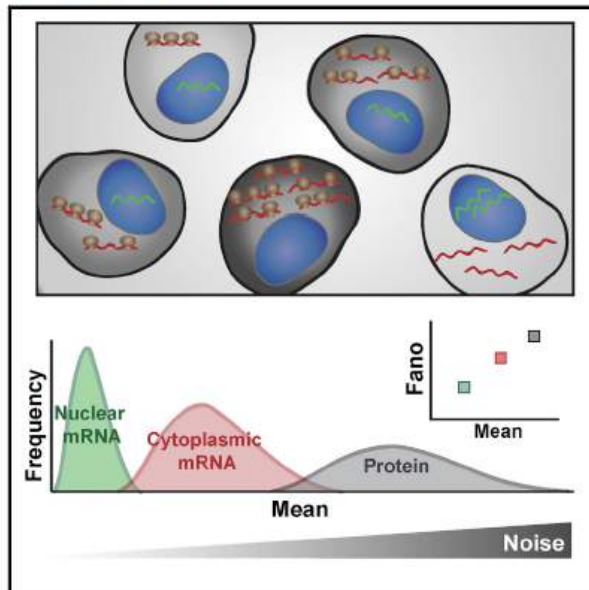 Fano
Mean
Frequency
Nuclear
mRNA
Cytoplasmic
mRNA
Protein
Mean
Noise